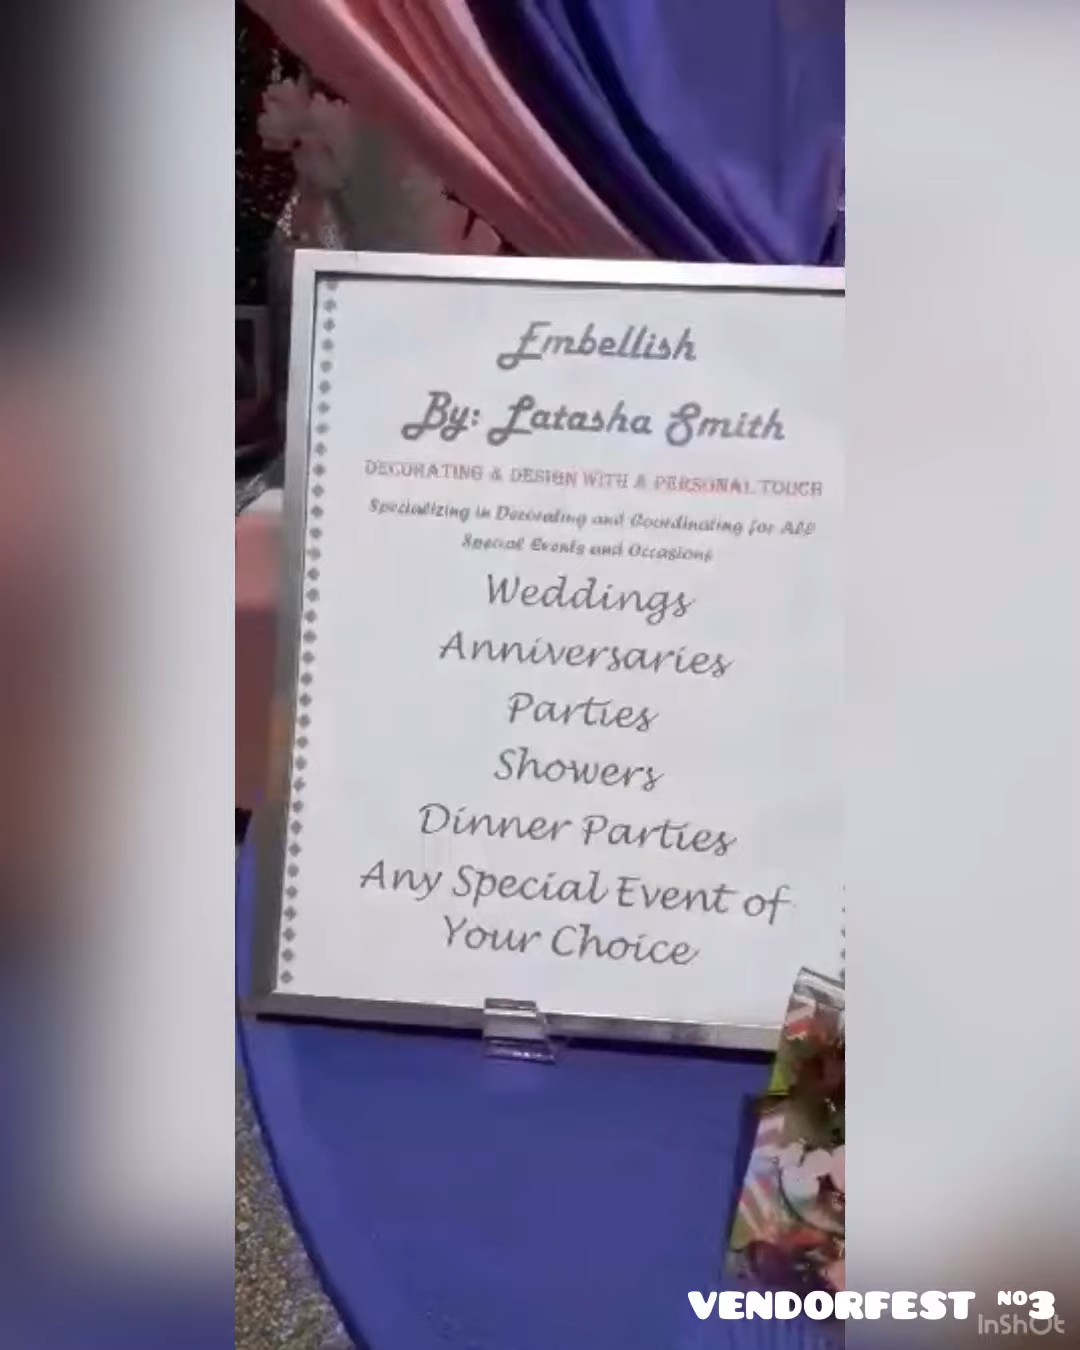 Embellish
By: Latasha Smith
DECORATING & DESIGN WITH A PERSONAL TOUCH
Specializing in Decorating and Coordinating for All
Special Events and Occasions
Weddings
Anniversaries
Parties
Showers
Dinner Parties
Any Special Event of
Your Choice
VENDORFEST Nº3
InShOt